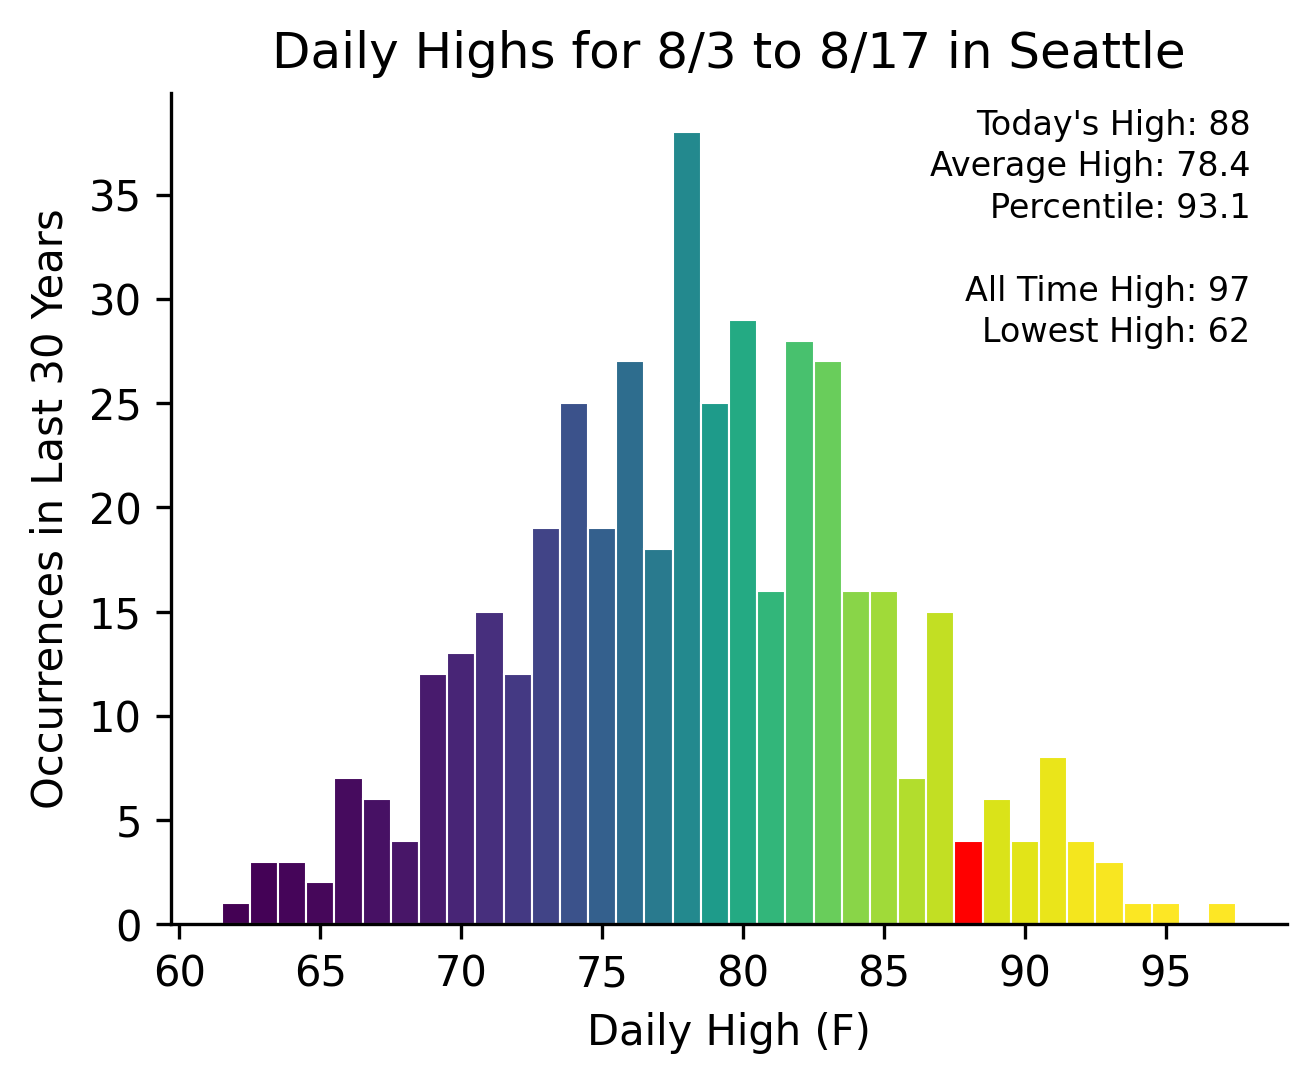 Daily Highs for 8/3 to 8/17 in Seattle
Today's High: 88
Average High: 78.4
Percentile: 93.1
All Time High: 97
Lowest High: 62
Occurrences in Last 30 Years
35
30
25
20
15
10
5
0
60 65 70 75 80 85 90 95
Daily High (F)